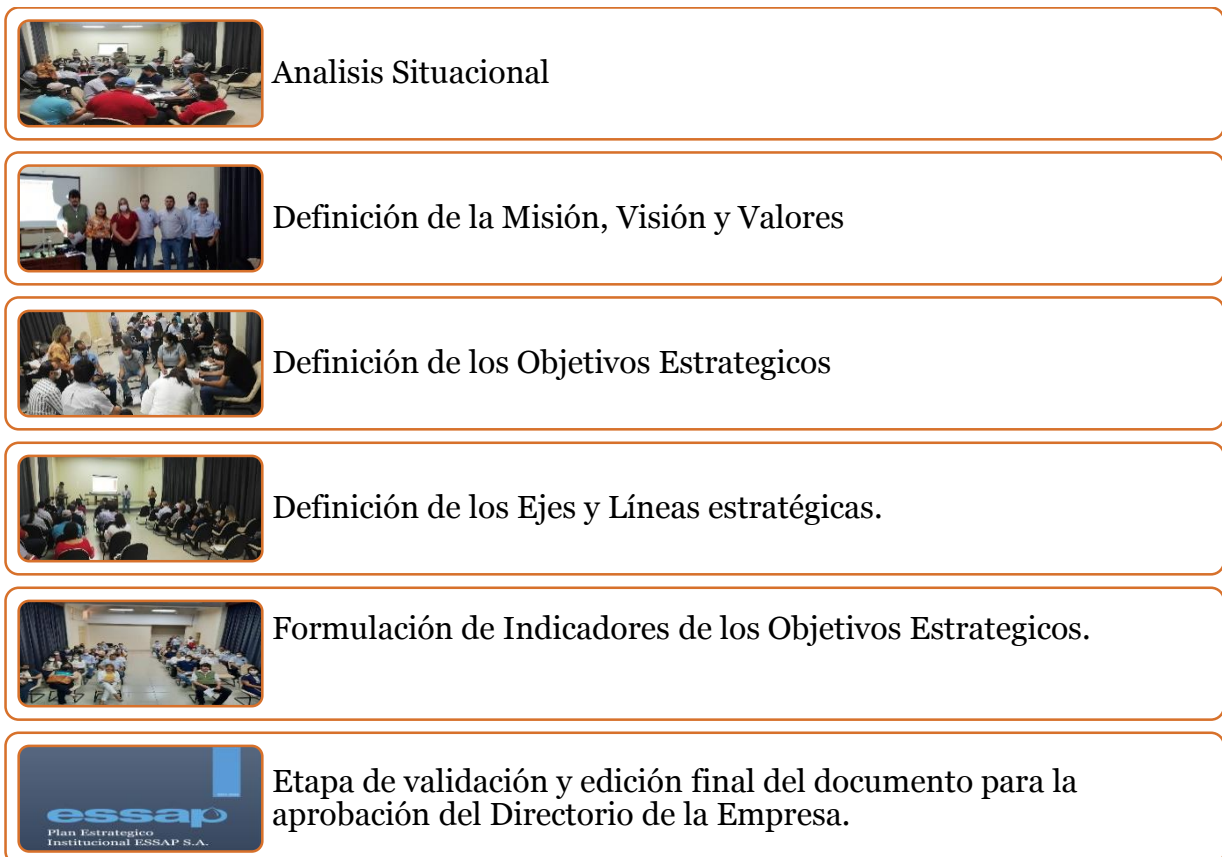 Analisis Situacional
Definición de la Misión, Visión y Valores
Definición de los Objetivos Estrategicos
Definición de los Ejes y Líneas estratégicas.
Formulación de Indicadores de los Objetivos Estrategicos.
essap
Plan Estrategico
Institucional ESSAP S.A.
Etapa de validación y edición final del documento para la
aprobación del Directorio de la Empresa.